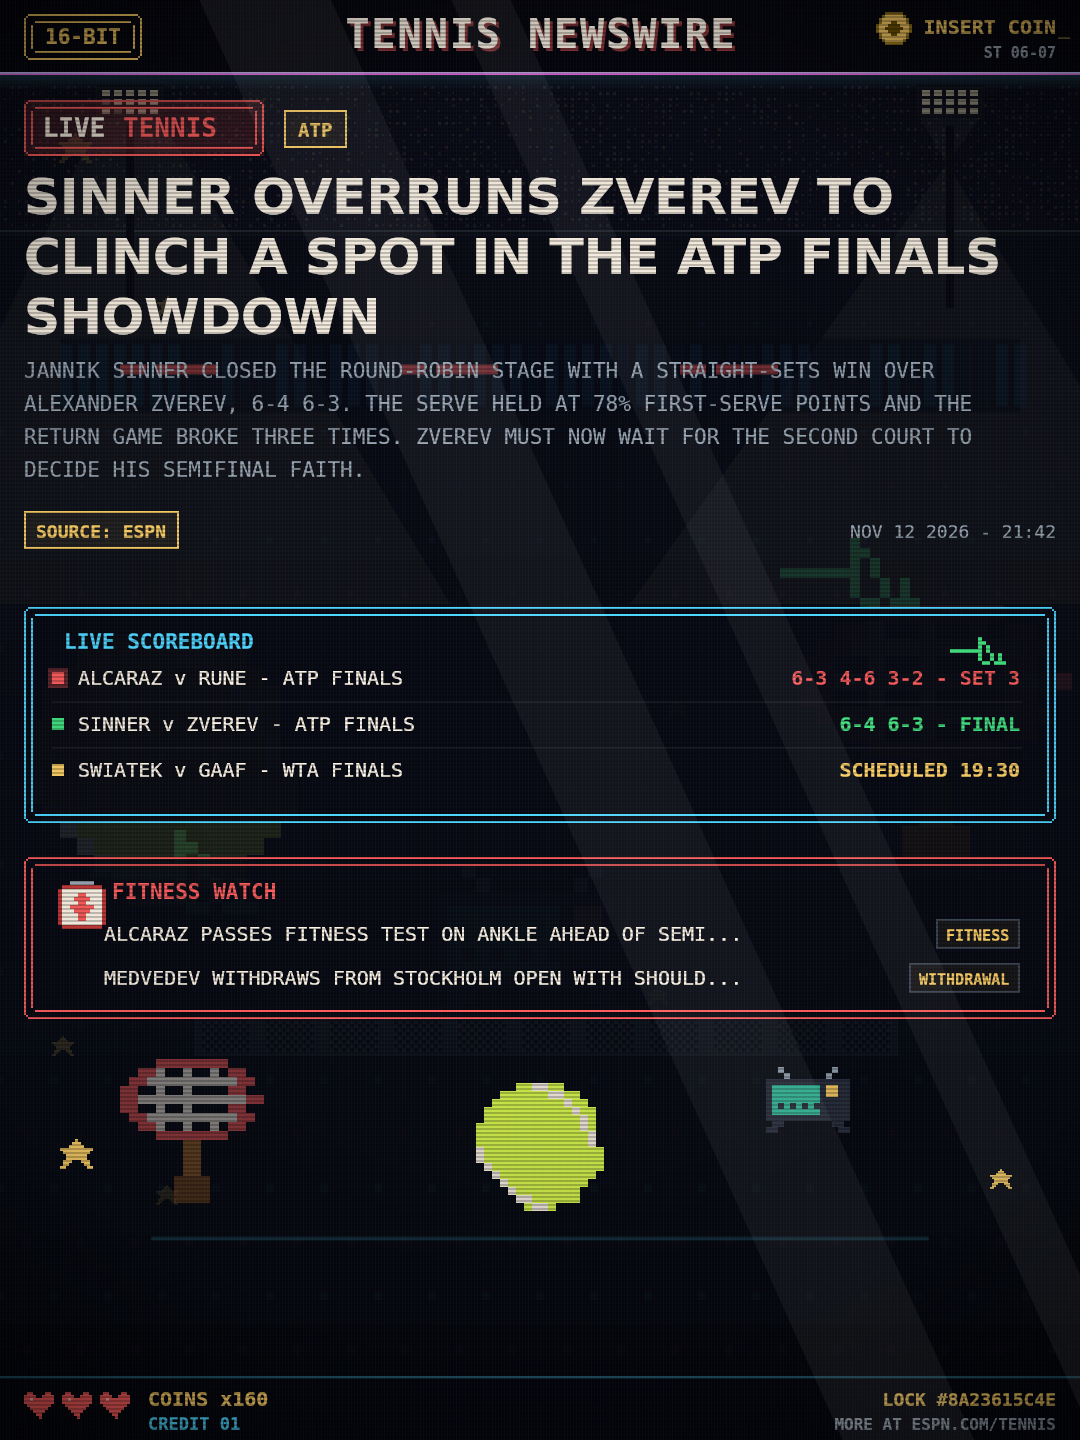 16-BIT
TENNIS NEWSWIRE
INSERT COIN_
ST 06-07
LIVE TENNIS
ATP
SINNER OVERRUNS ZVEREV TO
CLINCH A SPOT IN THE ATP FINALS
SHOWDOWN
JANNIK SINNER CLOSED THE ROUND-ROBIN STAGE WITH A STRAIGHT-SETS WIN OVER
ALEXANDER ZVEREV, 6-4 6-3. THE SERVE HELD AT 78% FIRST-SERVE POINTS AND THE
RETURN GAME BROKE THREE TIMES. ZVEREV MUST NOW WAIT FOR THE SECOND COURT TO
DECIDE HIS SEMIFINAL FAITH.
SOURCE: ESPN
NOV 12 2026 - 21:42
LIVE SCOREBOARD
ALCARAZ v RUNE - ATP FINALS 6-3 4-6 3-2 - SET 3
SINNER v ZVEREV - ATP FINALS 6-4 6-3 - FINAL
SWIATEK v GAAF - WTA FINALS SCHEDULED 19:30
FITNESS WATCH
ALCARAZ PASSES FITNESS TEST ON ANKLE AHEAD OF SEMI... FITNESS
MEDVEDEV WITHDRAWS FROM STOCKHOLM OPEN WITH SHOULD... WITHDRAWAL
COINS x160
CREDIT 01
LOCK #8A23615C4E
MORE AT ESPN.COM/TENNIS